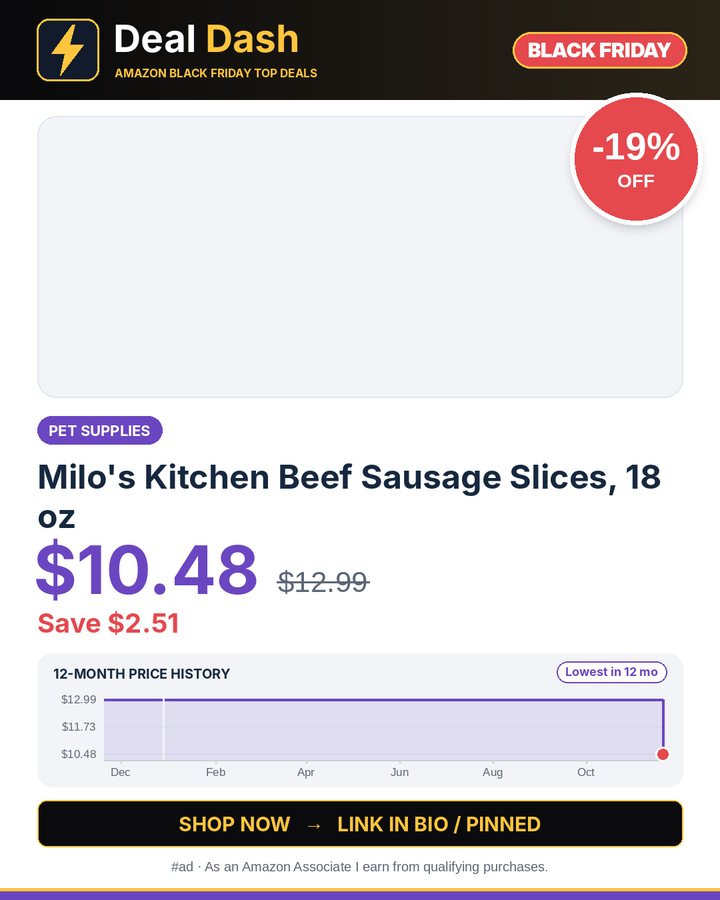 Deal Dash
AMAZON BLACK FRIDAY TOP DEALS
BLACK FRIDAY
-19%
OFF
PET SUPPLIES
Milo's Kitchen Beef Sausage Slices, 18
oz
$10.48 $12.99
Save $2.51
12-MONTH PRICE HISTORY
Lowest in 12 mo
$12.99
$11.73
$10.48
Dec Feb Apr Jun Aug Oct
SHOP NOW → LINK IN BIO / PINNED
#ad · As an Amazon Associate I earn from qualifying purchases.